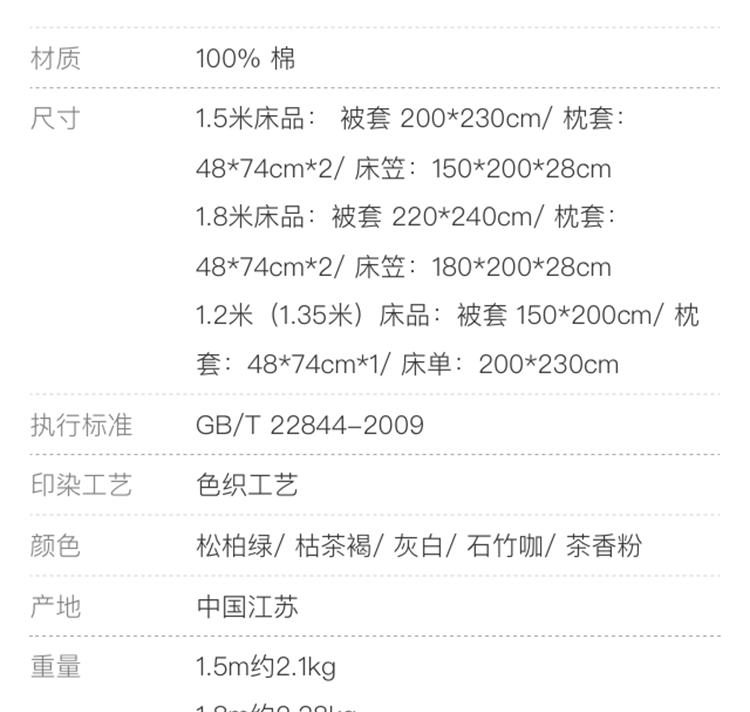 材质 100% 棉
尺寸 1.5米床品： 被套 200*230cm/ 枕套：
48*74cm*2/ 床笠：150*200*28cm
1.8米床品：被套 220*240cm/ 枕套：
48*74cm*2/ 床笠：180*200*28cm
1.2米（1.35米）床品：被套 150*200cm/ 枕
套：48*74cm*1/ 床单：200*230cm
执行标准 GB/T 22844-2009
印染工艺 色织工艺
颜色 松柏绿/ 枯茶褐/ 灰白/ 石竹咖/ 茶香粉
产地 中国江苏
重量 1.5m约2.1kg